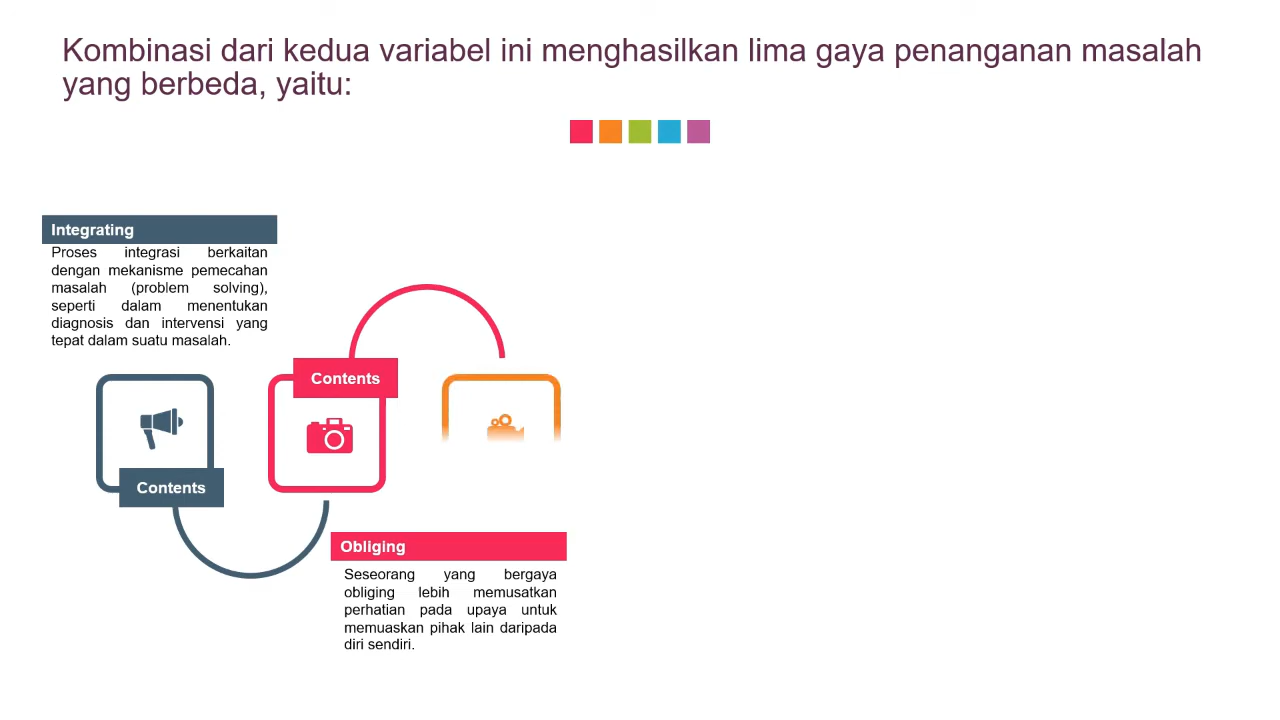 Kombinasi dari kedua variabel ini menghasilkan lima gaya penanganan masalah
yang berbeda, yaitu:
Integrating
Proses integrasi berkaitan
dengan mekanisme pemecahan
masalah (problem solving),
seperti dalam menentukan
diagnosis dan intervensi yang
tepat dalam suatu masalah.
Contents
Contents
Obliging
Seseorang yang bergaya
obliging lebih memusatkan
perhatian pada upaya untuk
memuaskan pihak lain daripada
diri sendiri.